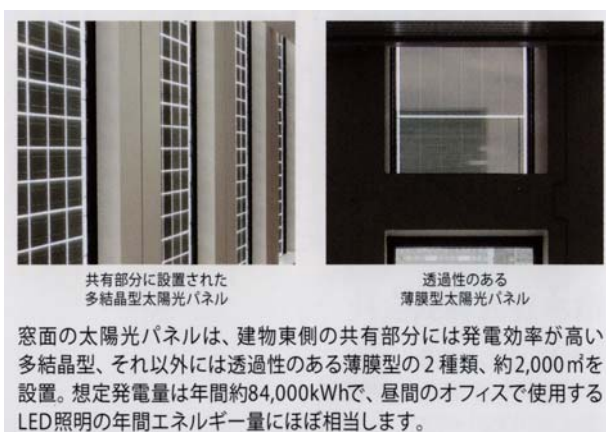 共有部分に設置された
多結晶型太陽光パネル
透過性のある
薄膜型太陽光パネル
窓面の太陽光パネルは、建物東側の共有部分には発電効率が高い
多結晶型、それ以外には透過性のある薄膜型の2種類、約2,000㎡を
設置。想定発電量は年間約84,000kWhで、昼間のオフィスで使用する
LED照明の年間エネルギー量にほぼ相当します。